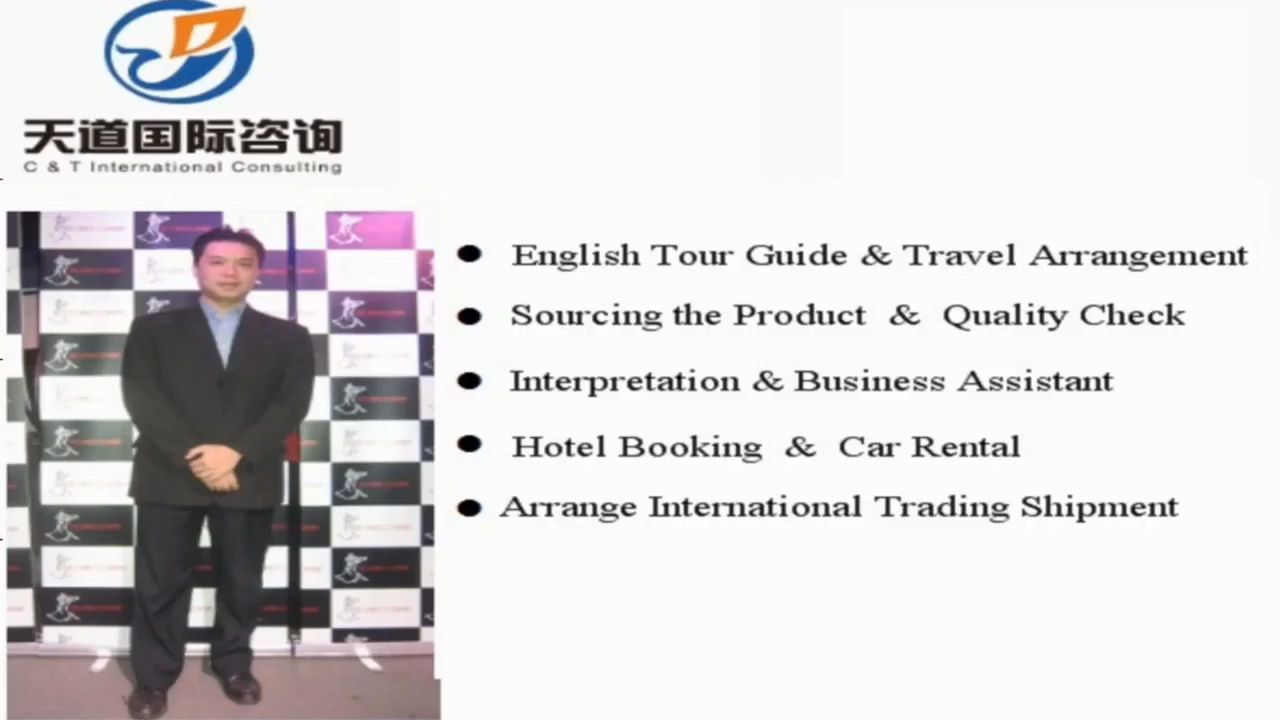 天道国际咨询
C & T International Consulting
● English Tour Guide & Travel Arrangement
● Sourcing the Product & Quality Check
● Interpretation & Business Assistant
● Hotel Booking & Car Rental
● Arrange International Trading Shipment